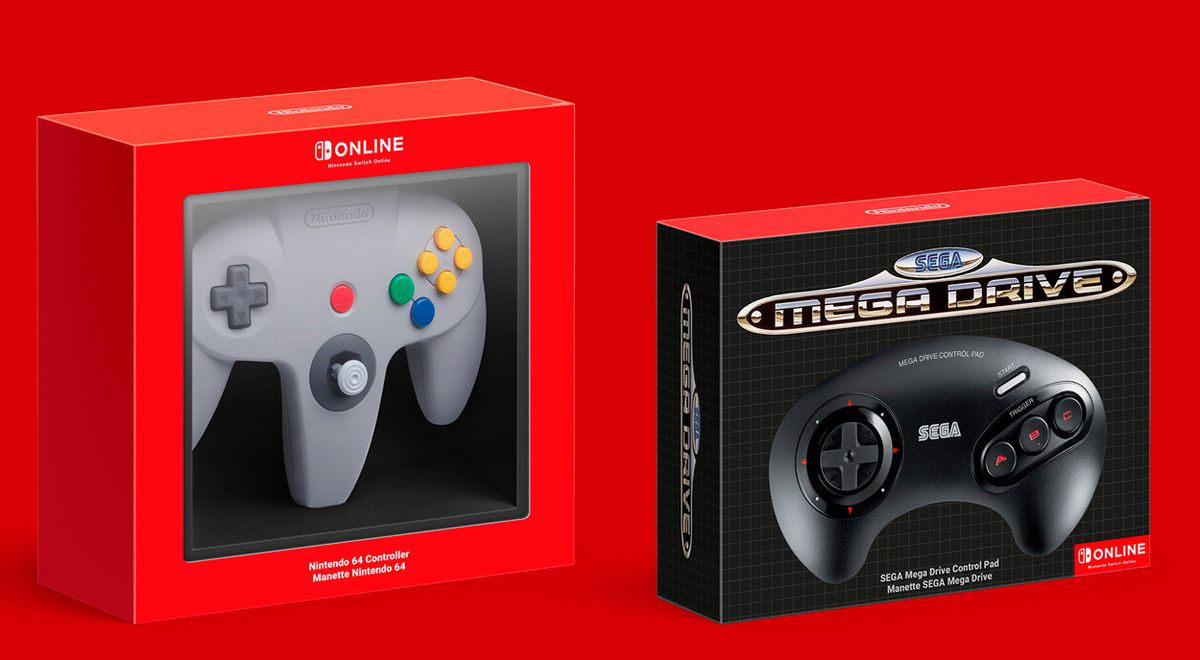 Nintendo
ONLINE
Nintendo Switch Online
Nintendo
Nintendo 64 Controller
Manette Nintendo 64
Nintendo
SEGA
MEGA DRIVE
MEGA DRIVE
MEGA DRIVE CONTROL PAD
START
TRIGGER
SEGA
A
B
C
SEGA Mega Drive Control Pad
Manette SEGA Mega Drive
ONLINE
Nintendo Switch Online